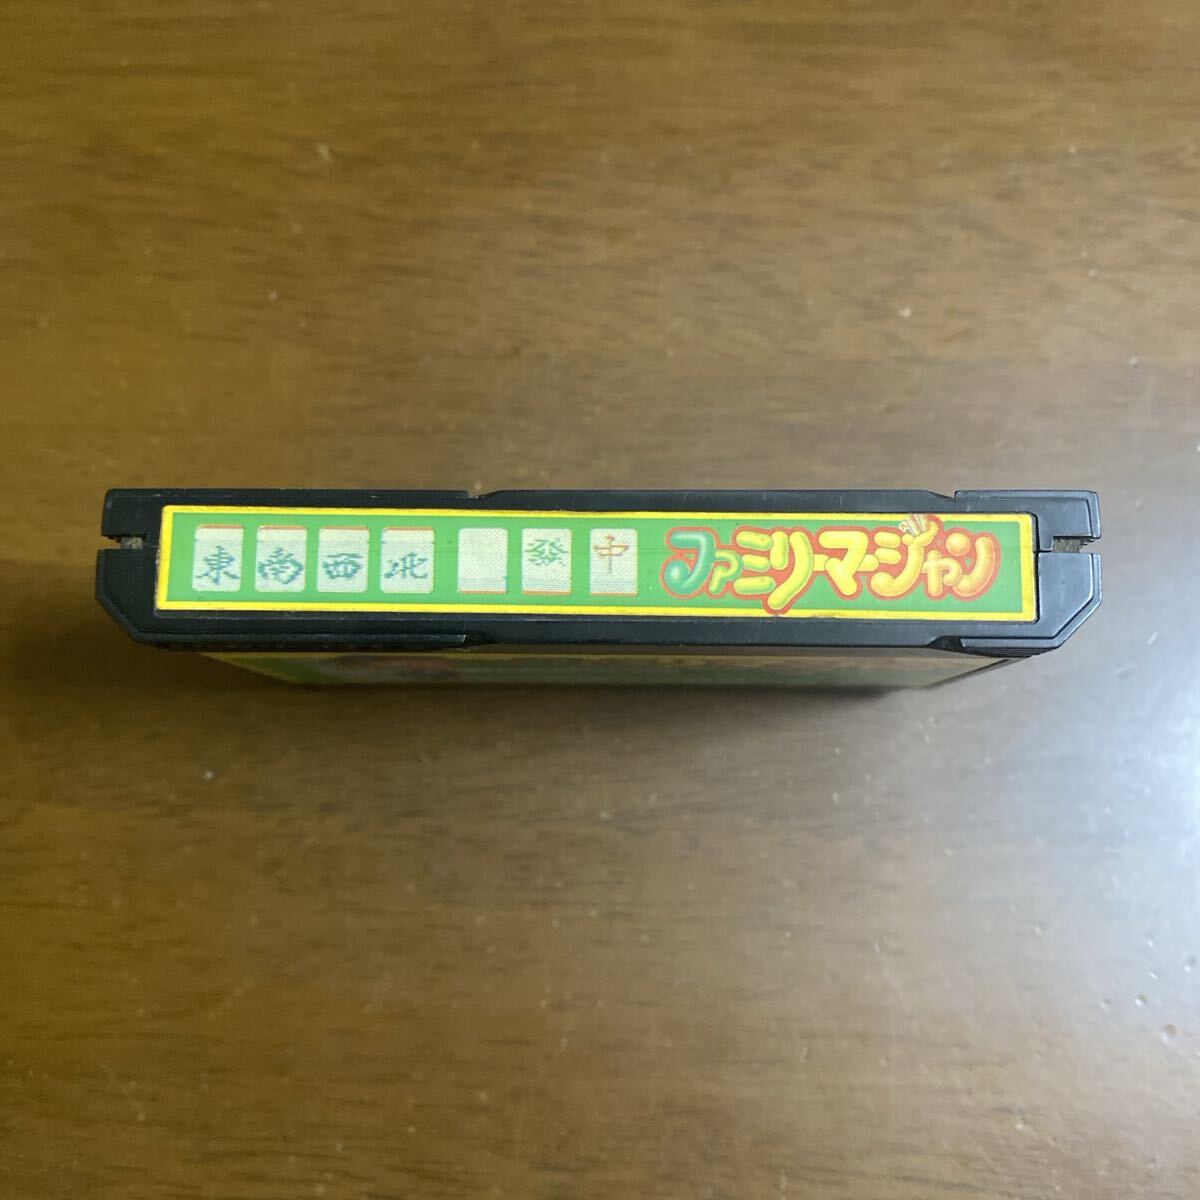 東 南 西 北 發 中 ファミリーマージャン